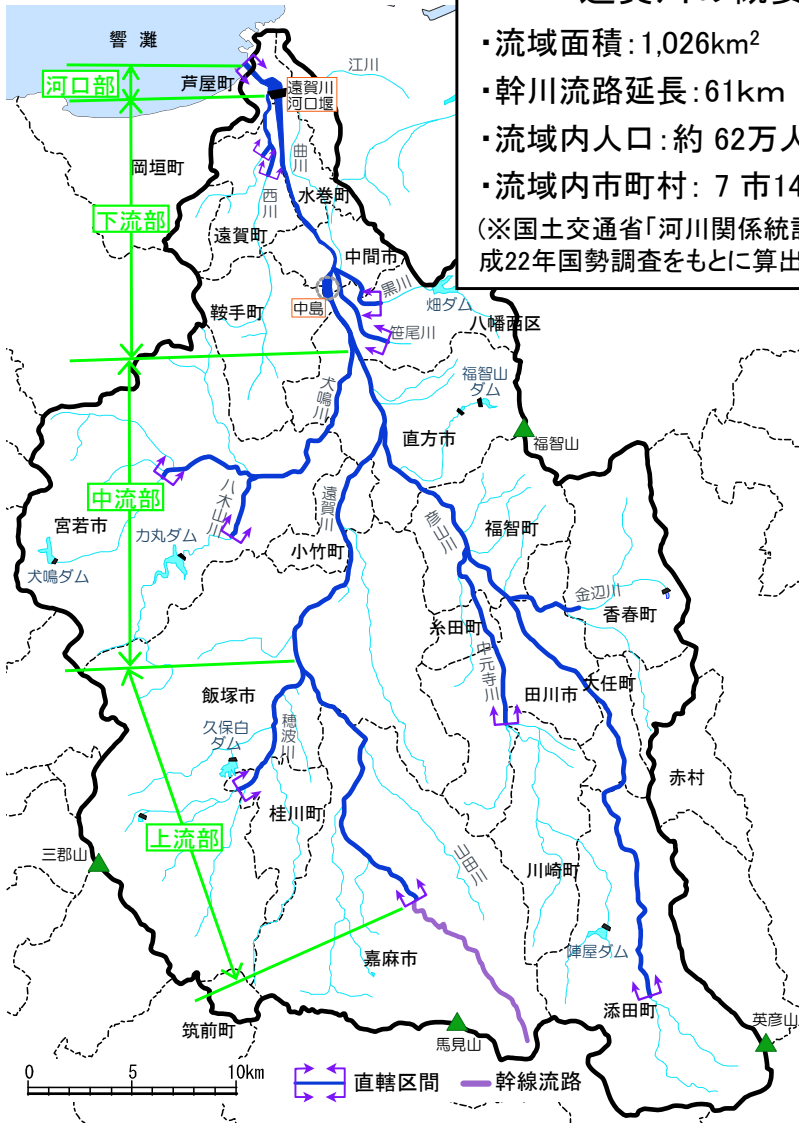 響灘
・流域面積：1,026km²
・幹川流路延長：61km
・流域内人口：約 62万人
・流域内市町村：７市14
(※国土交通省「河川関係統計
成22年国勢調査をもとに算出
河口部
芦屋町
遠賀川
河口堰
江川
岡垣町
曲川
西川
水巻町
下流部
遠賀町
中間市
黒川
中島
畑ダム
鞍手町
笹尾川
八幡西区
犬鳴川
福智山
ダム
直方市
福智山
中流部
八木山川
遠賀川
宮若市
力丸ダム
犬鳴ダム
小竹町
彦山川
福智町
金辺川
香春町
糸田町
中元寺川
田川市
大任町
飯塚市
久保白
ダム
穂波川
赤村
桂川町
上流部
三郡山
山田川
川崎町
陣屋ダム
嘉麻市
添田町
英彦山
筑前町
馬見山
0 5 10km
直轄区間
幹線流路